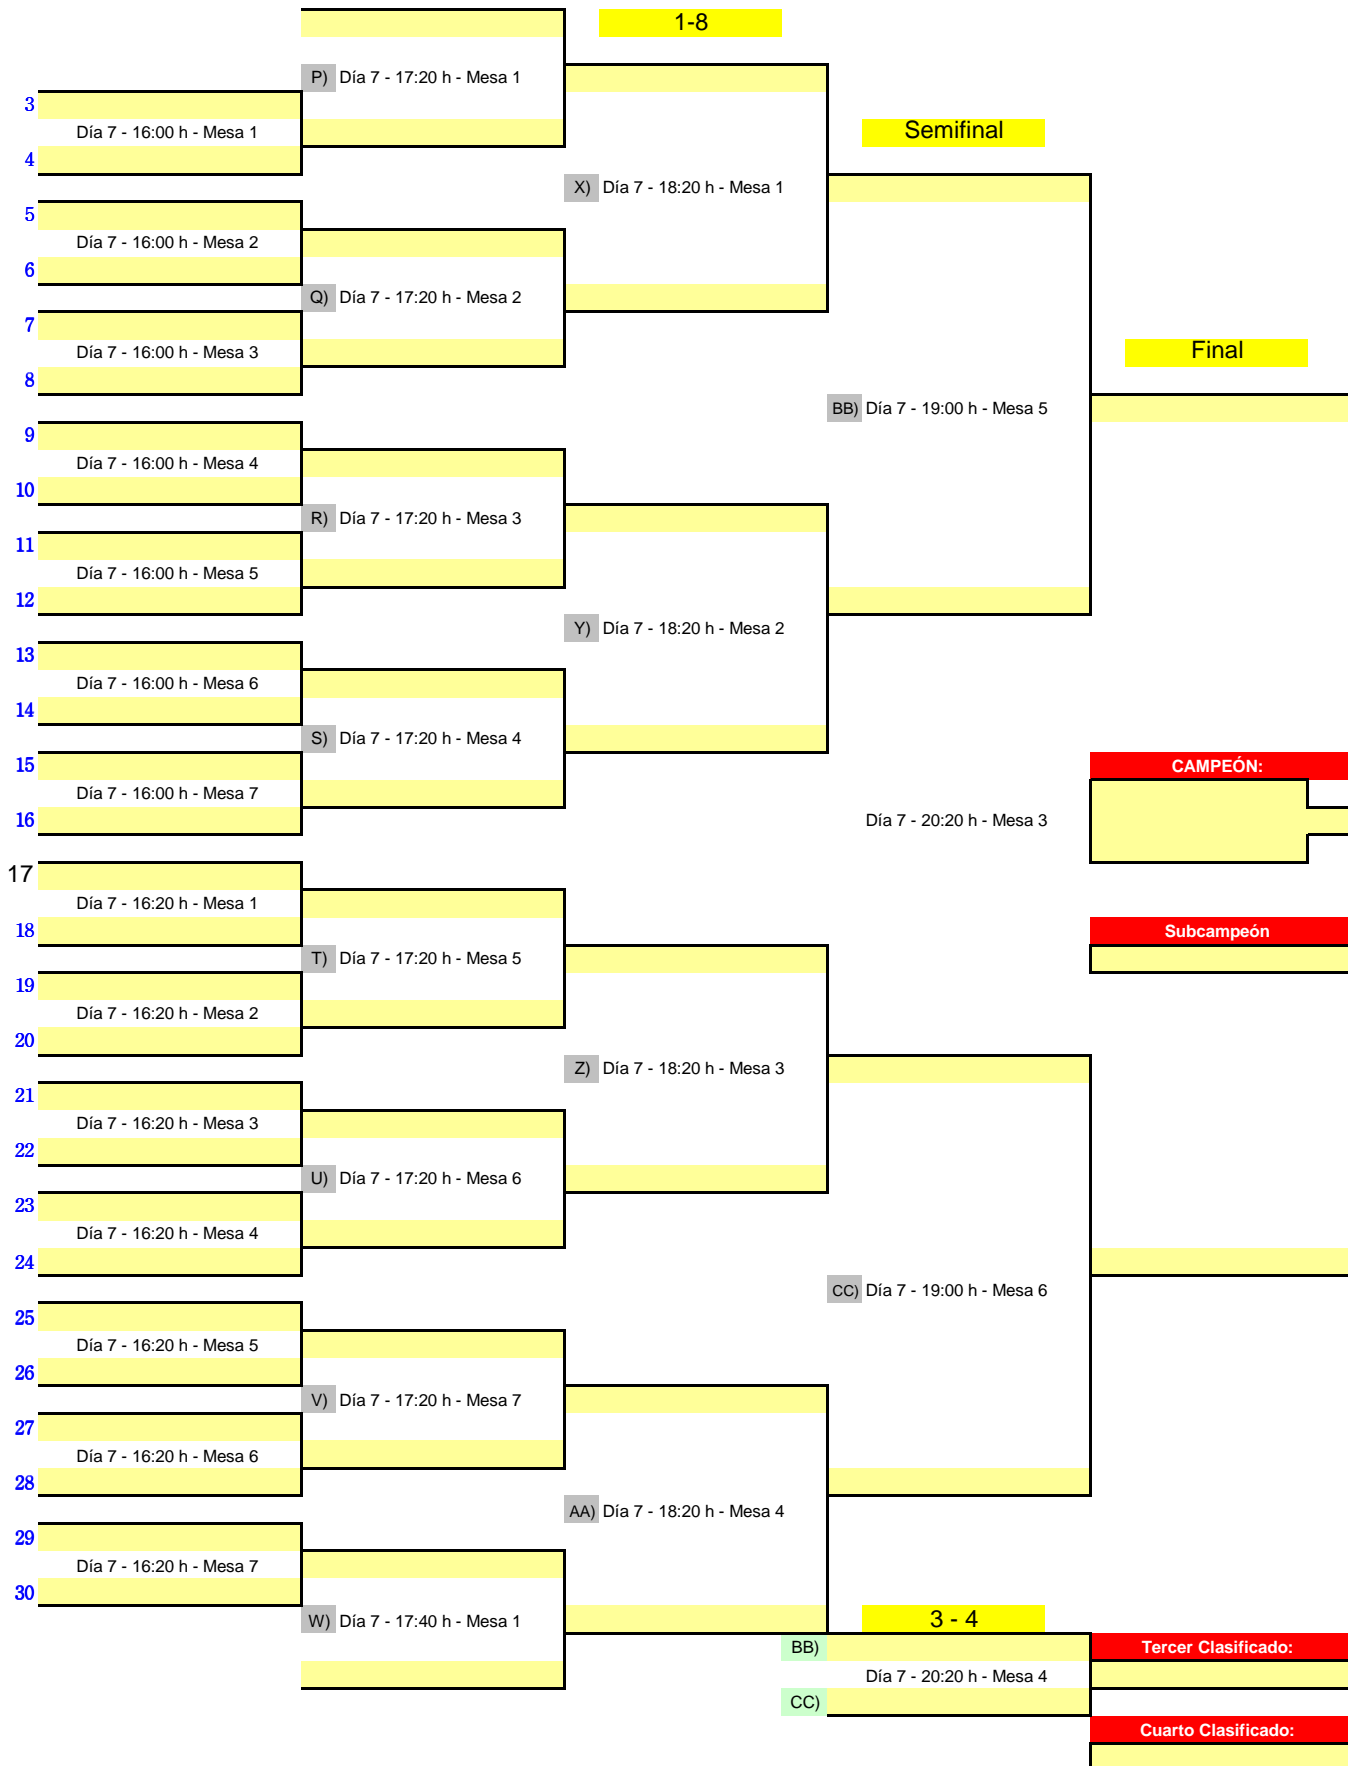 1-8
P) Día 7 - 17:20 h - Mesa 1
3
Día 7 - 16:00 h - Mesa 1
Semifinal
4
X) Día 7 - 18:20 h - Mesa 1
5
Día 7 - 16:00 h - Mesa 2
6
Q) Día 7 - 17:20 h - Mesa 2
7
Día 7 - 16:00 h - Mesa 3
Final
8
BB) Día 7 - 19:00 h - Mesa 5
9
Día 7 - 16:00 h - Mesa 4
10
R) Día 7 - 17:20 h - Mesa 3
11
Día 7 - 16:00 h - Mesa 5
12
Y) Día 7 - 18:20 h - Mesa 2
13
Día 7 - 16:00 h - Mesa 6
14
S) Día 7 - 17:20 h - Mesa 4
15
CAMPEÓN:
Día 7 - 16:00 h - Mesa 7
16
Día 7 - 20:20 h - Mesa 3
17
Día 7 - 16:20 h - Mesa 1
18
Subcampeón
T) Día 7 - 17:20 h - Mesa 5
19
Día 7 - 16:20 h - Mesa 2
20
Z) Día 7 - 18:20 h - Mesa 3
21
Día 7 - 16:20 h - Mesa 3
22
U) Día 7 - 17:20 h - Mesa 6
23
Día 7 - 16:20 h - Mesa 4
24
CC) Día 7 - 19:00 h - Mesa 6
25
Día 7 - 16:20 h - Mesa 5
26
V) Día 7 - 17:20 h - Mesa 7
27
Día 7 - 16:20 h - Mesa 6
28
AA) Día 7 - 18:20 h - Mesa 4
29
Día 7 - 16:20 h - Mesa 7
30
W) Día 7 - 17:40 h - Mesa 1
3 - 4
BB)
Tercer Clasificado:
Día 7 - 20:20 h - Mesa 4
CC)
Cuarto Clasificado: